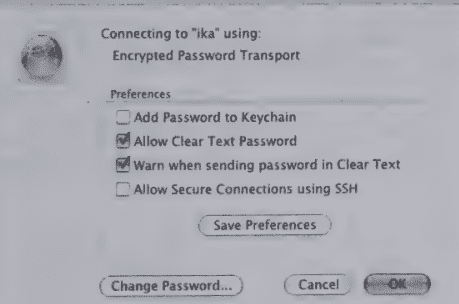 Connecting to "ika" using:
Encrypted Password Transport
Preferences
Add Password to Keychain
Allow Clear Text Password
Warn when sending password in Clear Text
Allow Secure Connections using SSH
Save Preferences
Change Password...
Cancel
OK